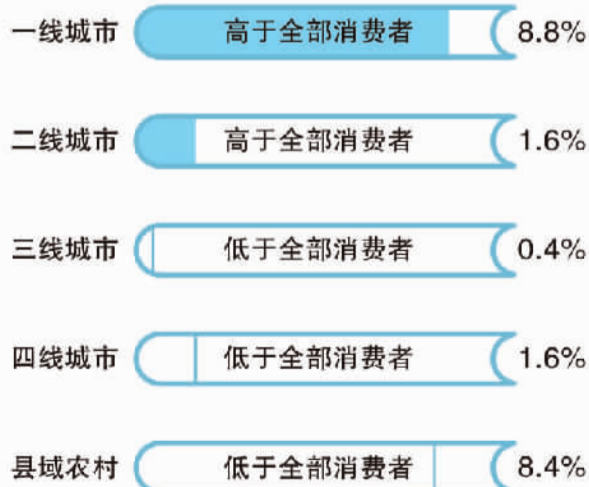 一线城市 高于全部消费者 8.8%
二线城市 高于全部消费者 1.6%
三线城市 低于全部消费者 0.4%
四线城市 低于全部消费者 1.6%
县域农村 低于全部消费者 8.4%